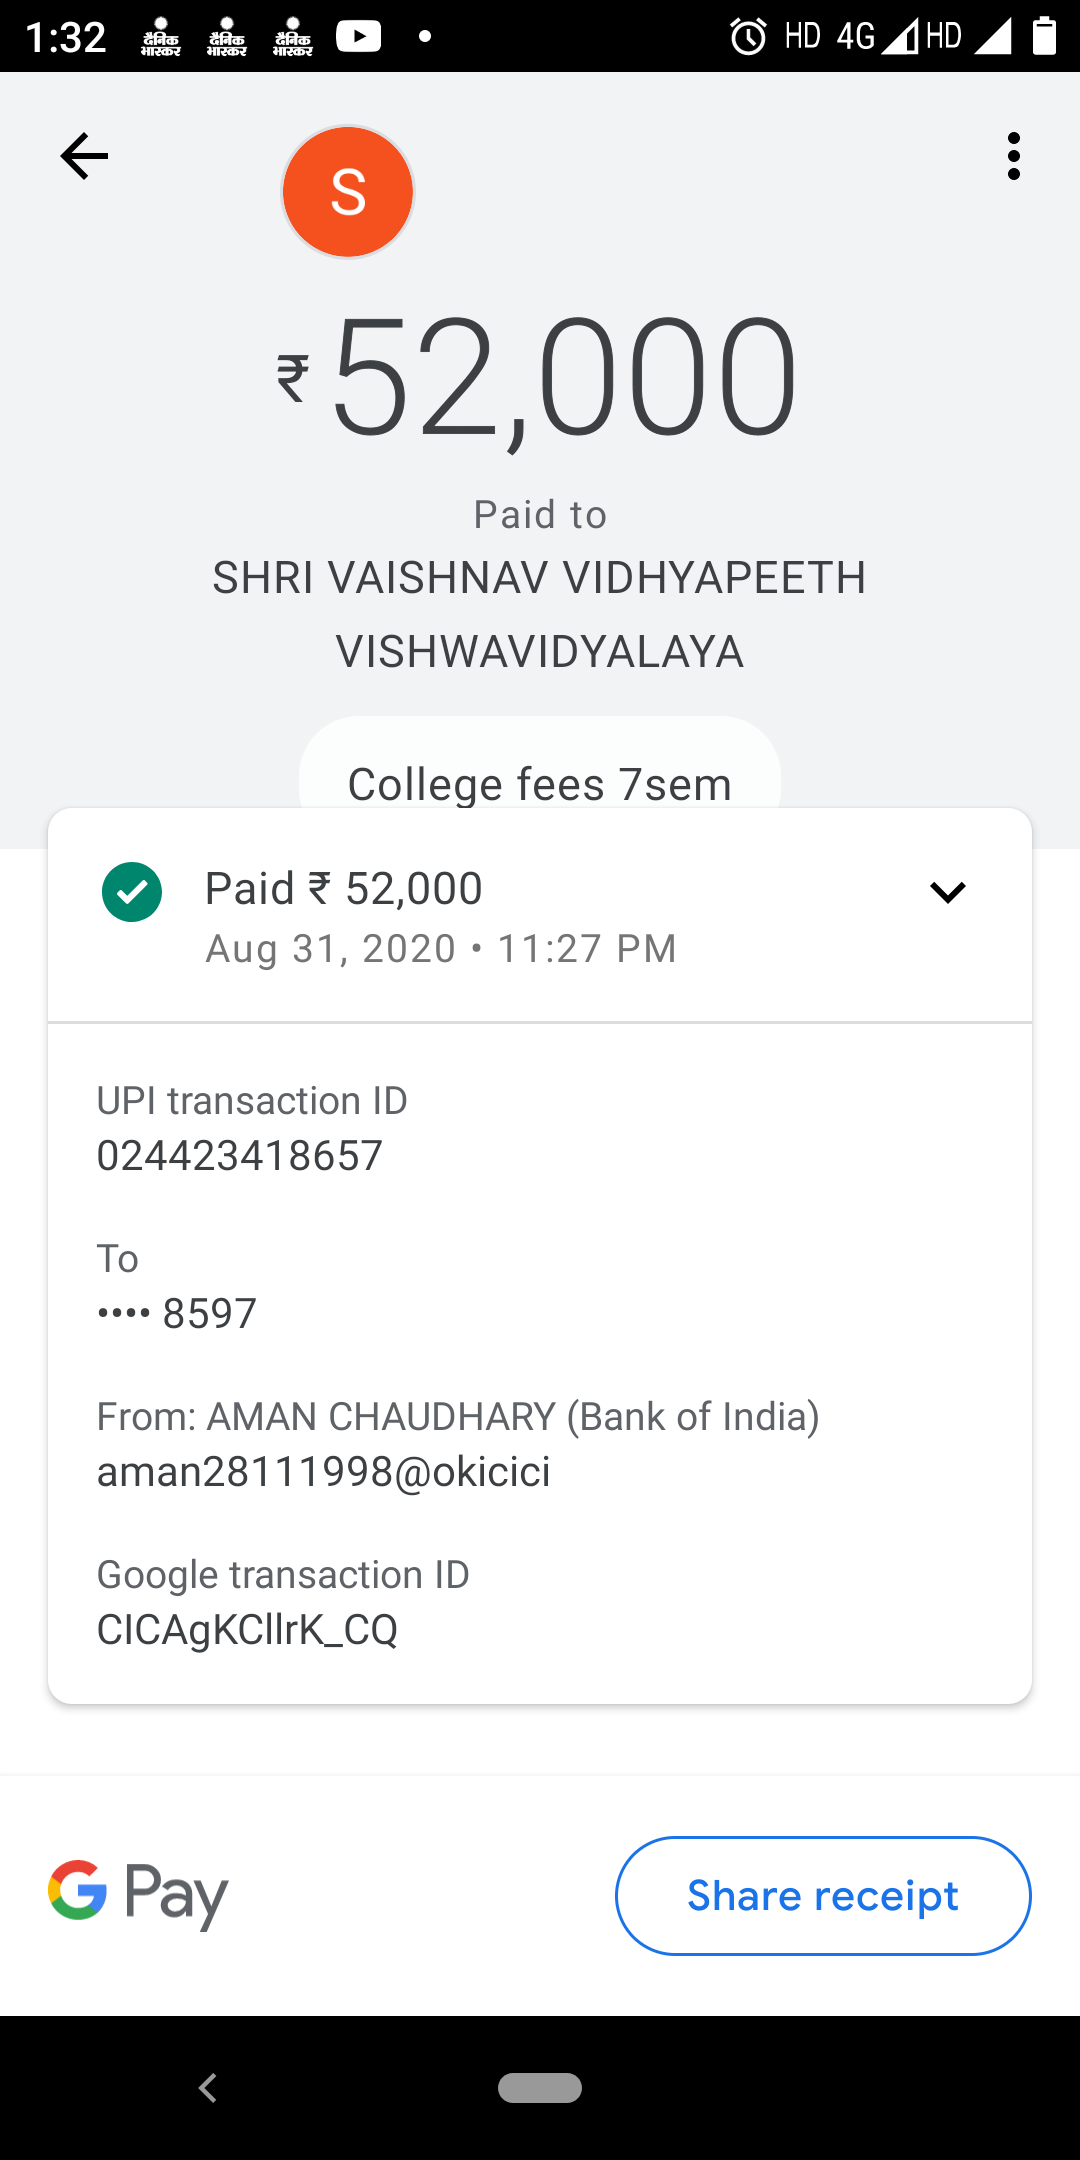 1:32 दैनिक भास्कर दैनिक भास्कर दैनिक भास्कर HD 4G HD
S
₹52,000
Paid to
SHRI VAISHNAV VIDHYAPEETH
VISHWAVIDYALAYA
College fees 7sem
Paid ₹ 52,000
Aug 31, 2020 • 11:27 PM
UPI transaction ID
024423418657
To
•••• 8597
From: AMAN CHAUDHARY (Bank of India)
aman28111998@okicici
Google transaction ID
CICAgKCllrK_CQ
G Pay
Share receipt